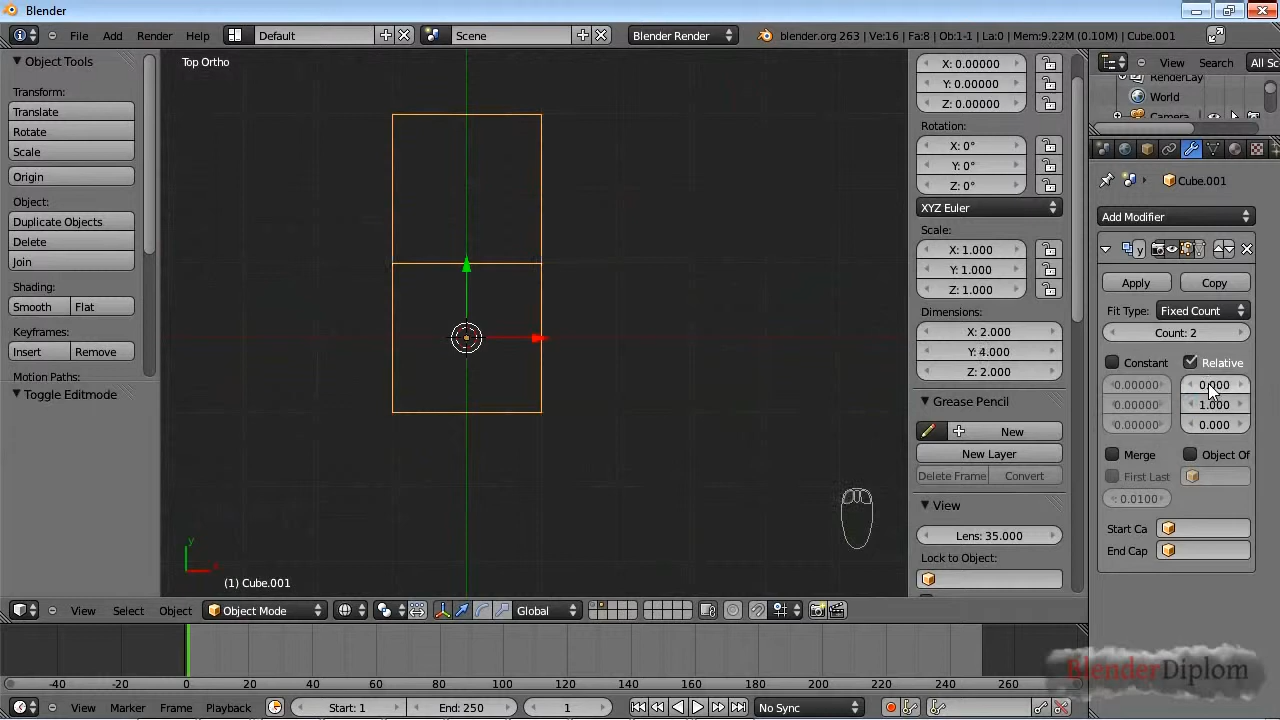 Blender
File Add Render Help Default Scene Blender Render blender.org 263 | Ve:16 | Fa:8 | Ob:1-1 | La:0 | Mem:9.22M (0.10M) | Cube.001
Object Tools
Transform:
Translate
Rotate
Scale
Origin
Object:
Duplicate Objects
Delete
Join
Shading:
Smooth Flat
Keyframes:
Insert Remove
Motion Paths:
Toggle Editmode
Top Ortho
y
x
(1) Cube.001
X: 0.00000
Y: 0.00000
Z: 0.00000
Rotation:
X: 0°
Y: 0°
Z: 0°
XYZ Euler
Scale:
X: 1.000
Y: 1.000
Z: 1.000
Dimensions:
X: 2.000
Y: 4.000
Z: 2.000
Grease Pencil
New
New Layer
Delete Frame Convert
View
Lens: 35.000
Lock to Object:
View Search All Sc
RenderLay
World
Camera
Cube.001
Add Modifier
y
Apply Copy
Fit Type: Fixed Count
Count: 2
Constant Relative
0.00000 0.000
0.00000 1.000
0.00000 0.000
Merge Object Of
First Last
0.0100
Start Ca
End Cap
View Select Object Object Mode Global
-40 -20 0 20 40 60 80 100 120 140 160 180 200 220 240 260
View Marker Frame Playback Start: 1 End: 250 1 No Sync
BlenderDiplom